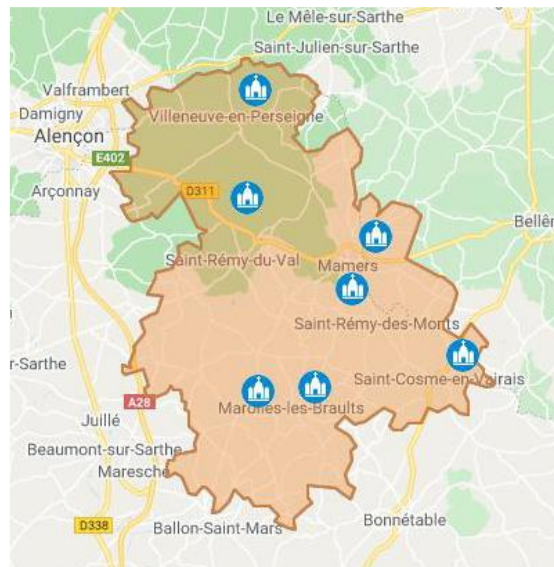 Le Mêle-sur-Sarthe
Saint-Julien-sur-Sarthe
Valframbert
Damigny
Villeneuve-en-Perseigne
Alençon
E402
Arçonnay
D311
Bellêm
Saint-Rémy-du-Val
Mamers
Saint-Rémy-des-Monts
r-Sarthe
Saint-Cosme-en-Vairais
A28
Marolles-les-Braults
Juillé
Beaumont-sur-Sarthe
Maresché
D338
Ballon-Saint-Mars
Bonnétable